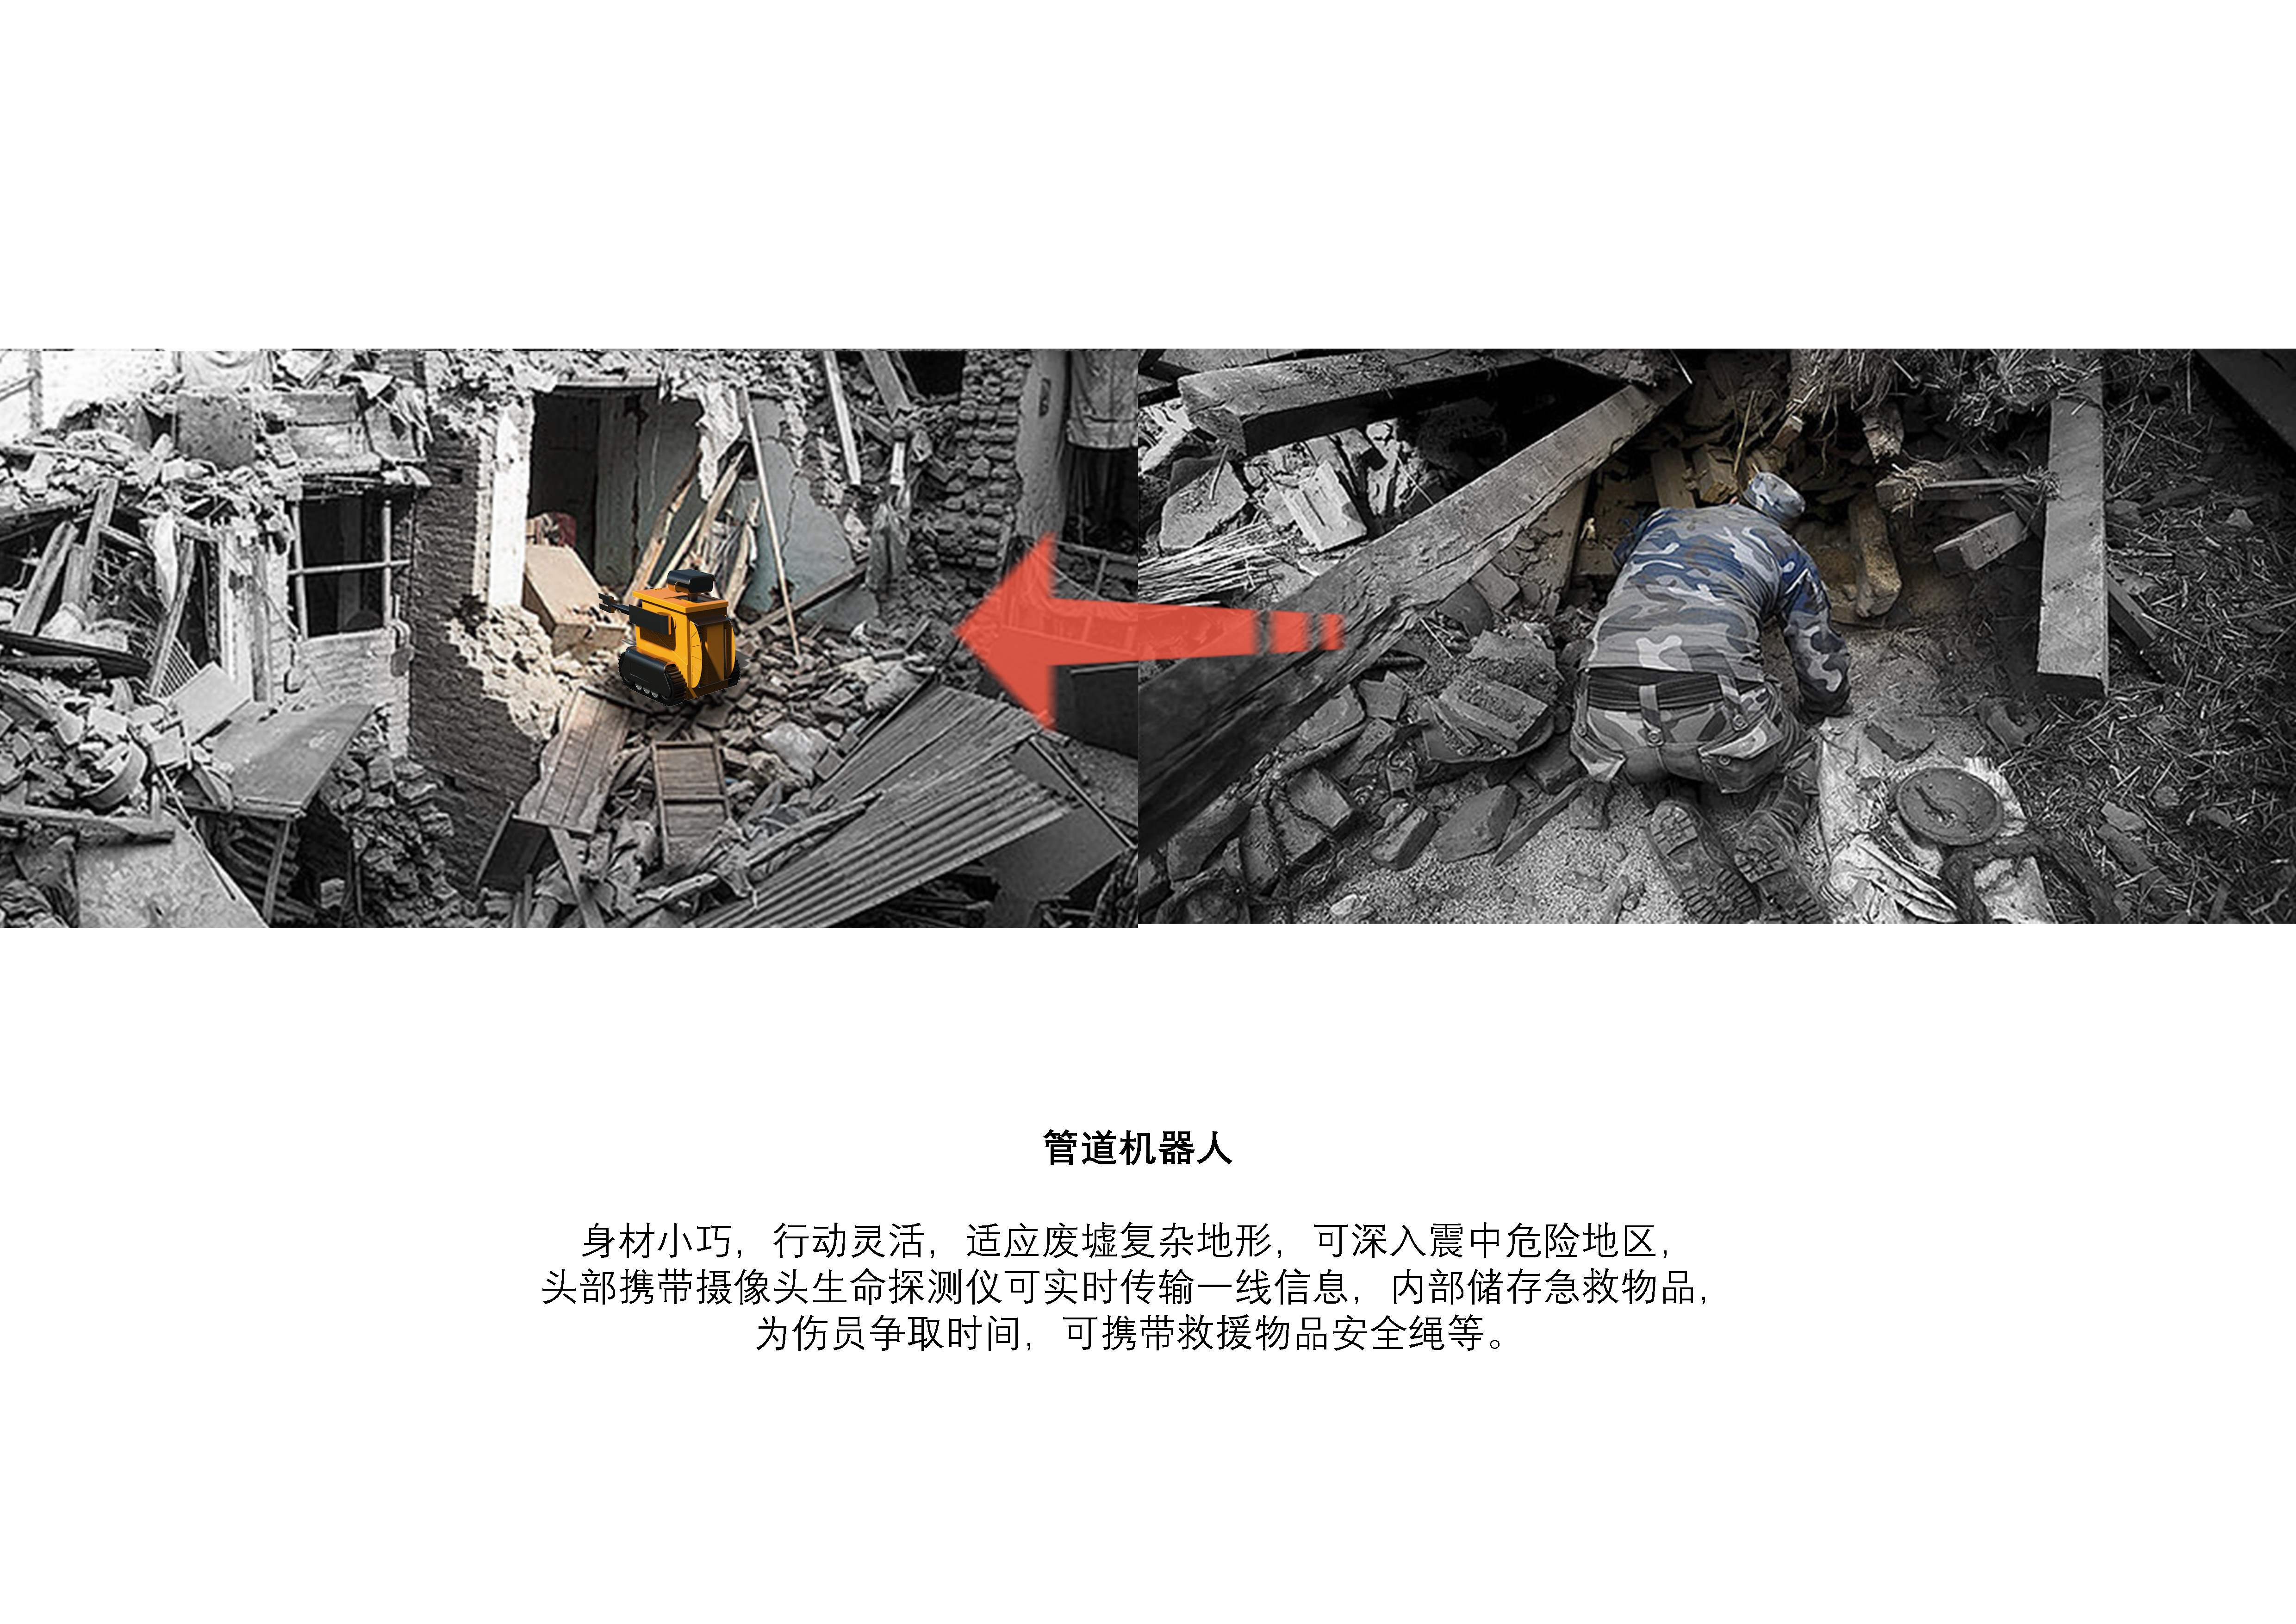 管道机器人
身材小巧，行动灵活，适应废墟复杂地形，可深入震中危险地区，
头部携带摄像头生命探测仪可实时传输一线信息，内部储存急救物品，
为伤员争取时间，可携带救援物品安全绳等。